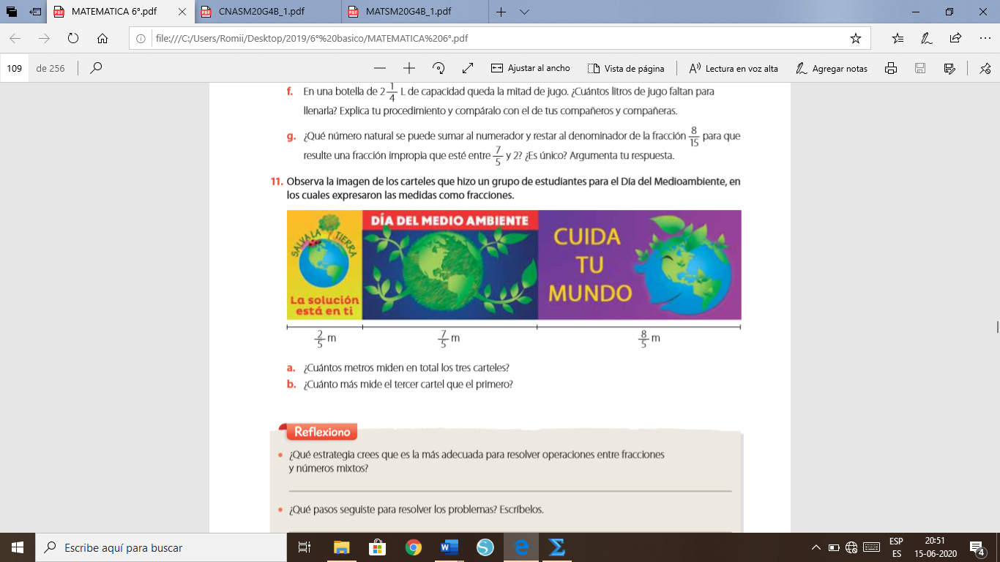 MATEMATICA 6º.pdf
CNASM20G4B_1.pdf
MATSM20G4B_1.pdf
file:///C:/Users/Romii/Desktop/2019/6º%20basico/MATEMATICA%206º.pdf
109 de 256
Ajustar al ancho
Vista de página
Lectura en voz alta
Agregar notas
f. En una botella de 2 1/4 L de capacidad queda la mitad de jugo. ¿Cuántos litros de jugo faltan para
llenarla? Explica tu procedimiento y compáralo con el de tus compañeros y compañeras.
g. ¿Qué número natural se puede sumar al numerador y restar al denominador de la fracción 8/15 para que
resulte una fracción impropia que esté entre 7/5 y 2? ¿Es único? Argumenta tu respuesta.
11. Observa la imagen de los carteles que hizo un grupo de estudiantes para el Día del Medioambiente, en
los cuales expresaron las medidas como fracciones.
SALVA LA TIERRA
La solución
está en ti
DÍA DEL MEDIO AMBIENTE
CUIDA
TU
MUNDO
2/5 m
7/5 m
8/5 m
a. ¿Cuántos metros miden en total los tres carteles?
b. ¿Cuánto más mide el tercer cartel que el primero?
Reflexiono
• ¿Qué estrategia crees que es la más adecuada para resolver operaciones entre fracciones
y números mixtos?
• ¿Qué pasos seguiste para resolver los problemas? Escríbelos.
Escribe aquí para buscar
ESP
ES
20:51
15-06-2020
4